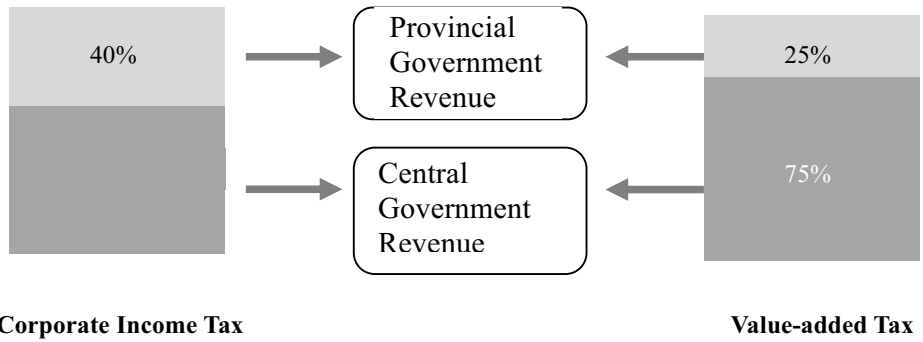 40%
Provincial
Government
Revenue
25%
Central
Government
Revenue
75%
Corporate Income Tax
Value-added Tax